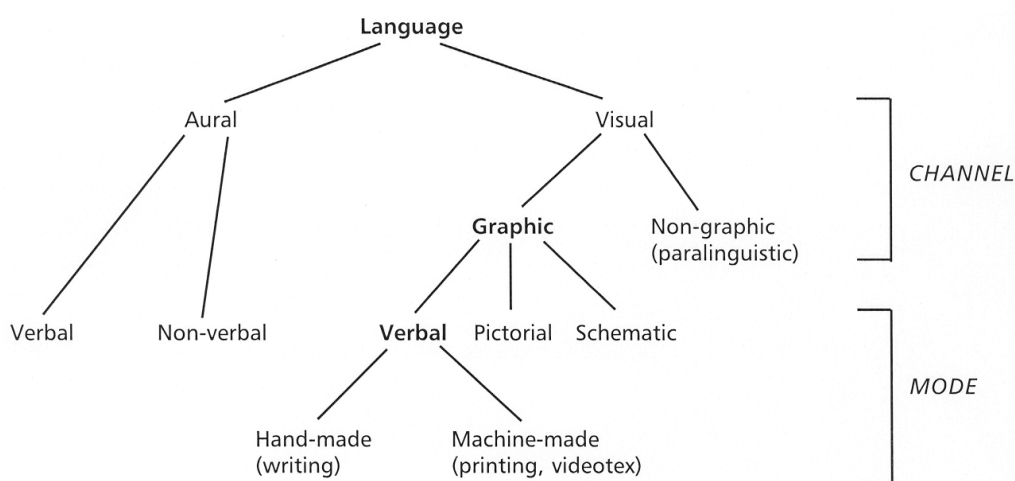 Language
Aural
Visual
CHANNEL
Graphic
Non-graphic
(paralinguistic)
Verbal
Non-verbal
Verbal
Pictorial
Schematic
MODE
Hand-made
(writing)
Machine-made
(printing, videotex)